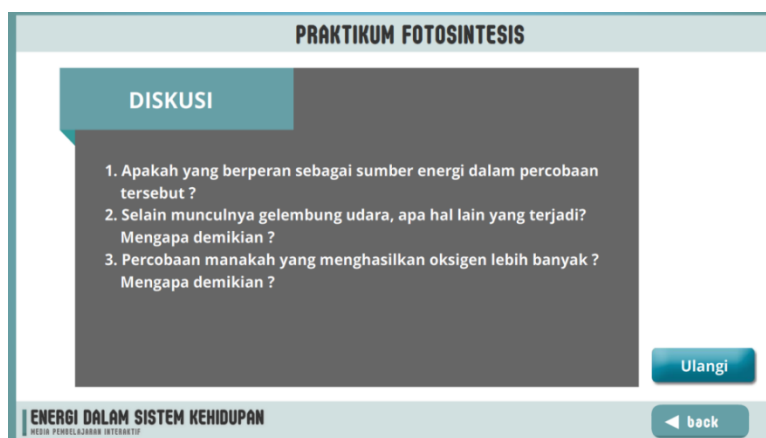 PRAKTIKUM FOTOSINTESIS
DISKUSI
1. Apakah yang berperan sebagai sumber energi dalam percobaan
tersebut ?
2. Selain munculnya gelembung udara, apa hal lain yang terjadi?
Mengapa demikian ?
3. Percobaan manakah yang menghasilkan oksigen lebih banyak ?
Mengapa demikian ?
Ulangi
ENERGI DALAM SISTEM KEHIDUPAN
MEDIA PEMBELAJARAN INTERAKTIF
back